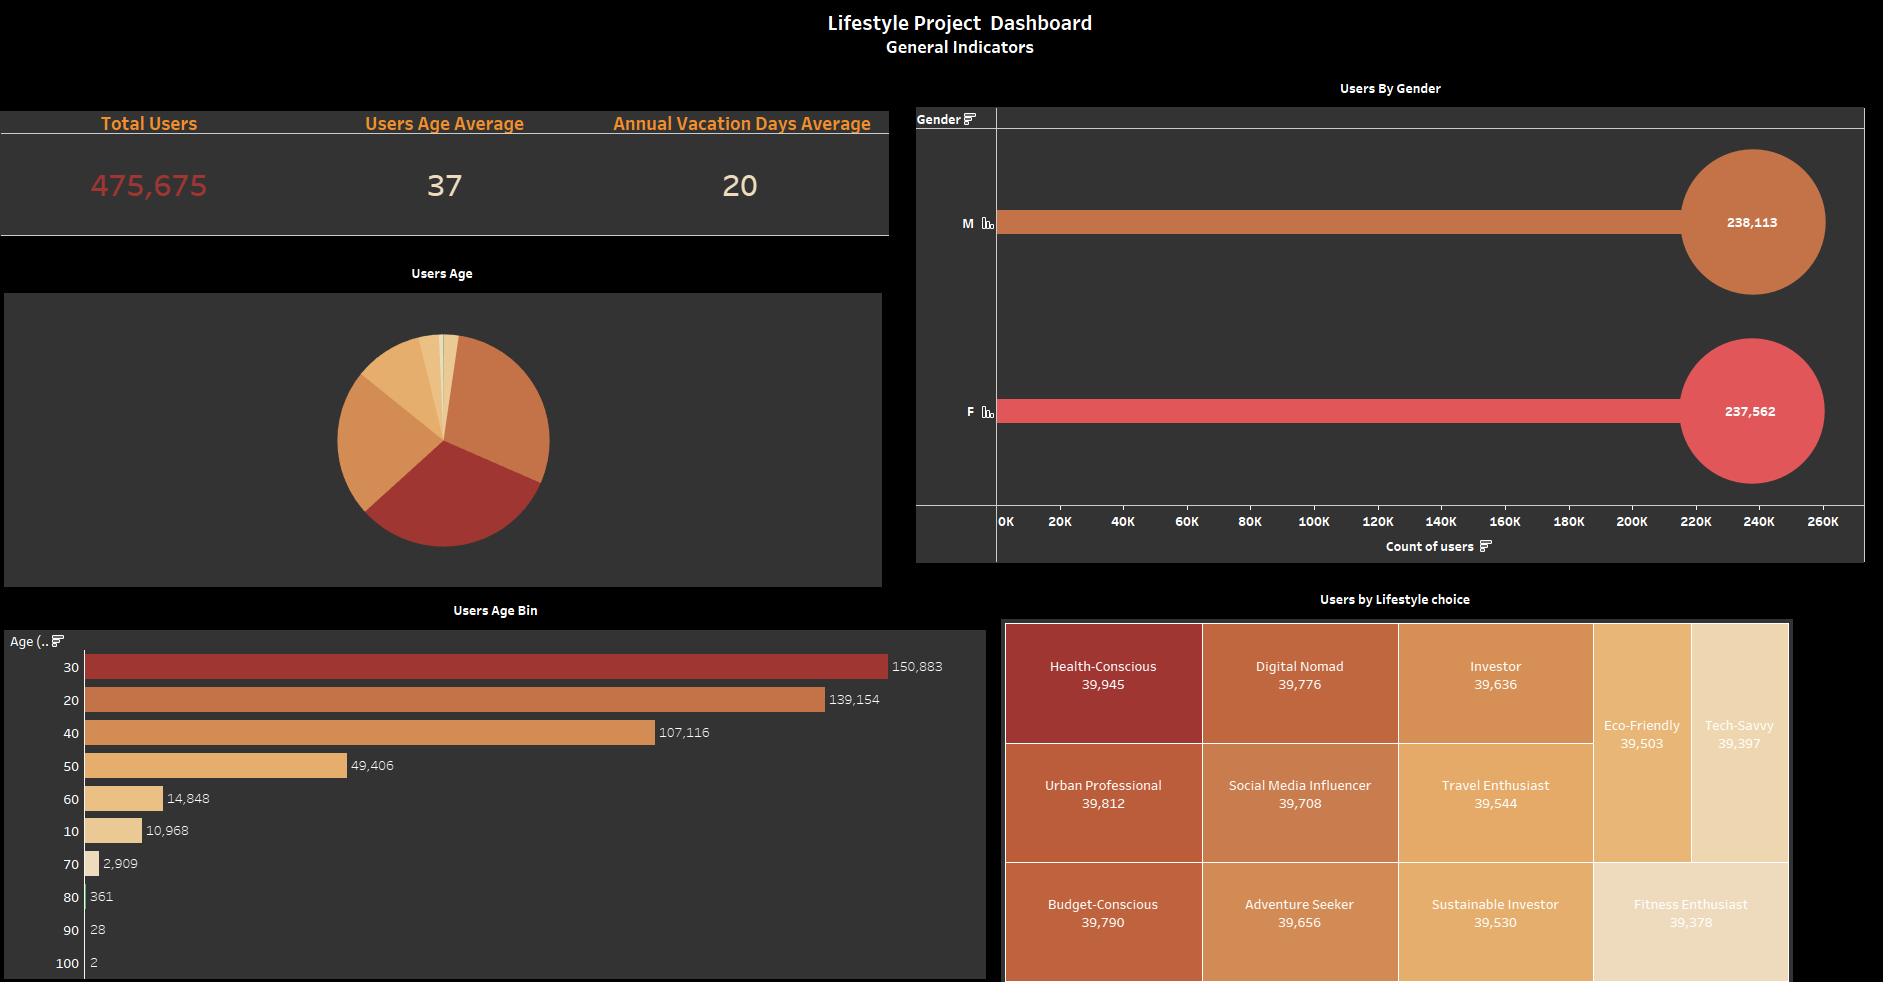 Lifestyle Project  Dashboard
General Indicators
Total Users
Users Age Average
Annual Vacation Days Average
475,675
37
20
Users By Gender
Gender
M
238,113
F
237,562
0K 20K 40K 60K 80K 100K 120K 140K 160K 180K 200K 220K 240K 260K
Count of users
Users Age
Users Age Bin
Age (..
30 150,883
20 139,154
40 107,116
50 49,406
60 14,848
10 10,968
70 2,909
80 361
90 28
100 2
Users by Lifestyle choice
Health-Conscious
39,945
Digital Nomad
39,776
Investor
39,636
Eco-Friendly
39,503
Tech-Savvy
39,397
Urban Professional
39,812
Social Media Influencer
39,708
Travel Enthusiast
39,544
Budget-Conscious
39,790
Adventure Seeker
39,656
Sustainable Investor
39,530
Fitness Enthusiast
39,378